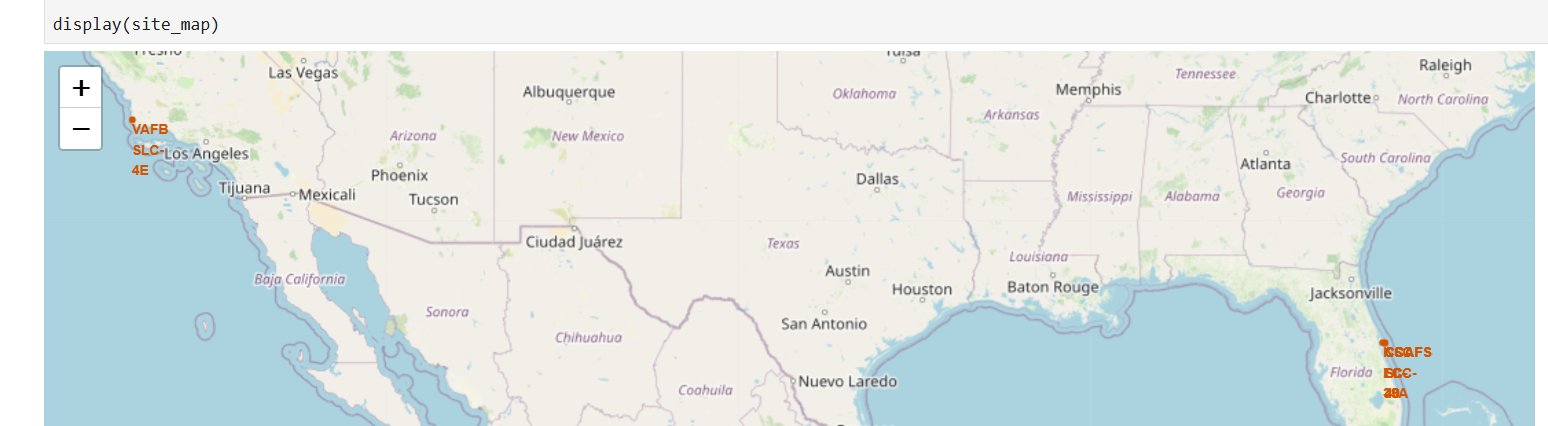 display(site_map)
Fresno
Tulsa
+
Las Vegas
Raleigh
Tennessee
Albuquerque
Memphis
Oklahoma
Charlotte
North Carolina
Arkansas
−
VAFB
SLC-
4E
Arizona
New Mexico
Los Angeles
South Carolina
Atlanta
Phoenix
Dallas
Tijuana
Mexicali
Tucson
Mississippi
Alabama
Georgia
Ciudad Juárez
Texas
Louisiana
Austin
Baja California
Houston
Baton Rouge
Jacksonville
Sonora
San Antonio
Chihuahua
Florida
Nuevo Laredo
Coahuila